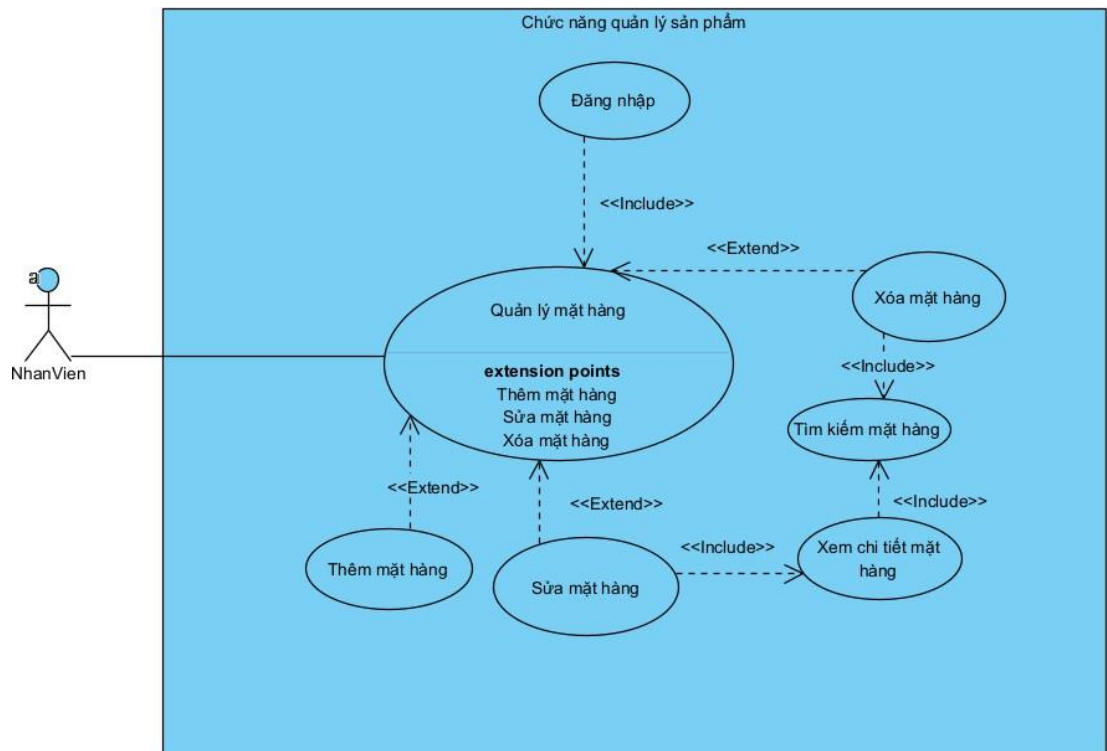 Chức năng quản lý sản phẩm
Đăng nhập
<<Include>>
<<Extend>>
Xóa mặt hàng
Quản lý mặt hàng
a
NhanVien
extension points
Thêm mặt hàng
Sửa mặt hàng
Xóa mặt hàng
<<Include>>
Tìm kiếm mặt hàng
<<Extend>>
<<Extend>>
<<Include>>
<<Include>>
Thêm mặt hàng
Sửa mặt hàng
Xem chi tiết mặt
hàng